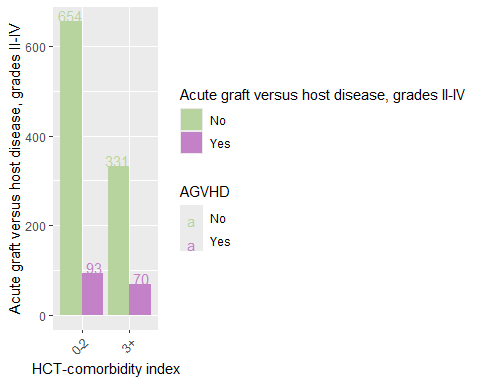 Acute graft versus host disease, grades II-IV
600
400
200
0
654
93
331
70
0-2
3+
HCT-comorbidity index
Acute graft versus host disease, grades II-IV
No
Yes
AGVHD
a No
a Yes